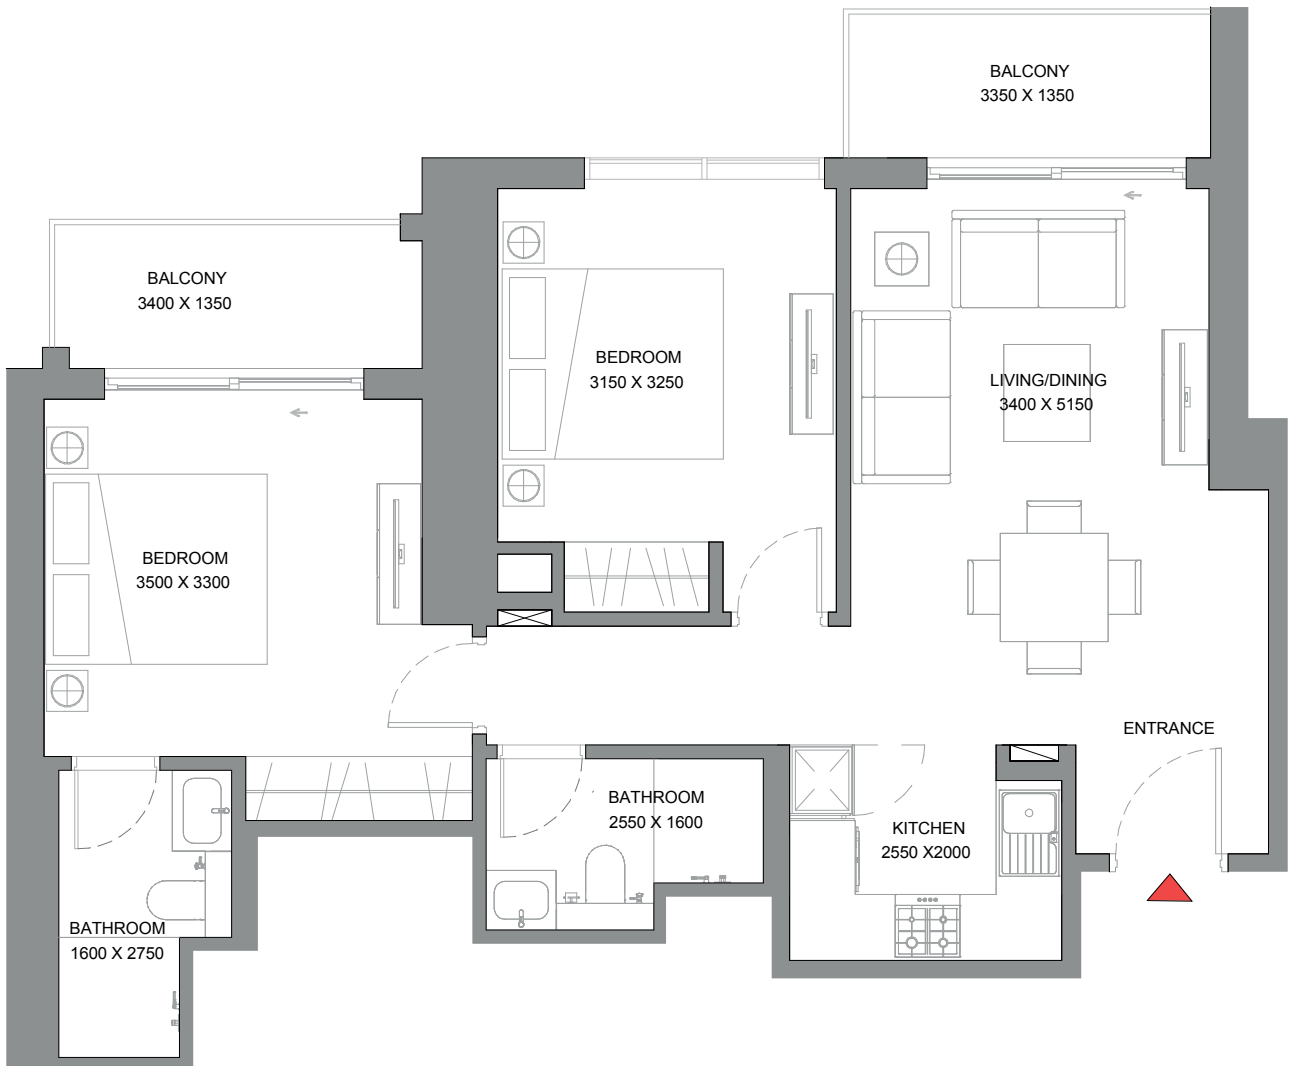 BALCONY
3350 X 1350
BALCONY
3400 X 1350
BEDROOM
3150 X 3250
LIVING/DINING
3400 X 5150
BEDROOM
3500 X 3300
ENTRANCE
BATHROOM
2550 X 1600
KITCHEN
2550 X2000
BATHROOM
1600 X 2750